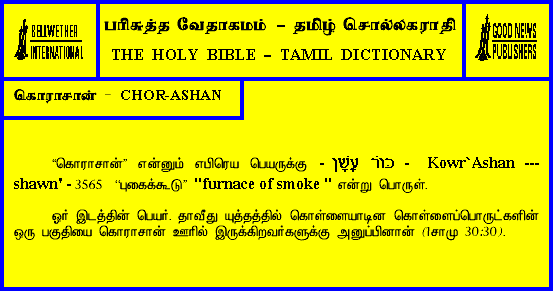 BELLWETHER
INTERNATIONAL
பரிசுத்த வேதாகமம் – தமிழ் சொல்லகராதி
THE HOLY BIBLE – TAMIL DICTIONARY
GOOD NEWS
PUBLISHERS
கொராசான் - CHOR-ASHAN
“கொராசான்” என்னும் எபிரெய பெயருக்கு - כּוֹר עָשָׁן - Kowr`Ashan ---
shawn' - 3565 “புகைக்கூடு” "furnace of smoke " என்று பொருள்.
ஓர் இடத்தின் பெயர். தாவீது யுத்தத்தில் கொள்ளையாடின கொள்ளைப்பொருட்களின்
ஒரு பகுதியை கொராசான் ஊரில் இருக்கிறவர்களுக்கு அனுப்பினான் (1சாமு 30:30).